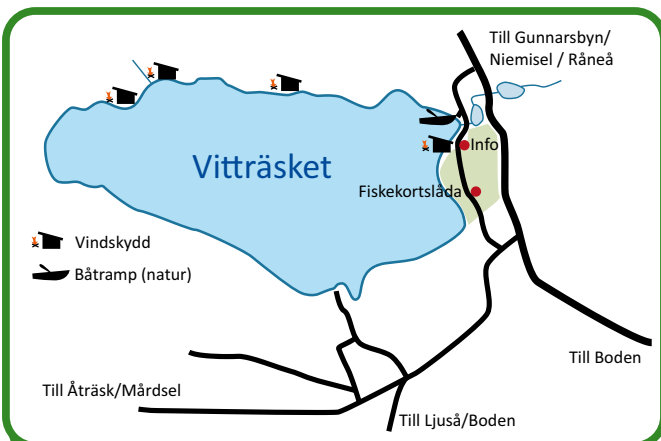 Till Gunnarsbyn/
Niemisel / Råneå
Info
Vitträsket
Fiskekortslåda
Vindskydd
Båtramp (natur)
Till Boden
Till Åträsk/Mårdsel
Till Ljuså/Boden